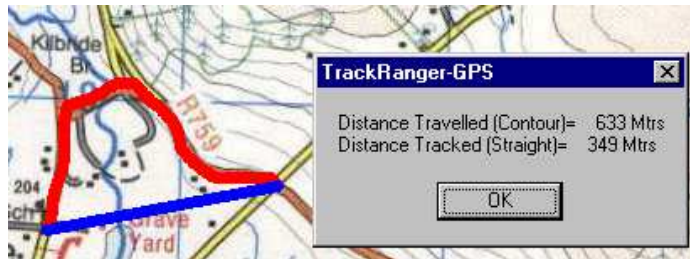 Kilbride
Br
R759
204
Grave
Yard
TrackRanger-GPS
Distance Travelled (Contour)= 633 Mtrs
Distance Tracked (Straight)= 349 Mtrs
OK